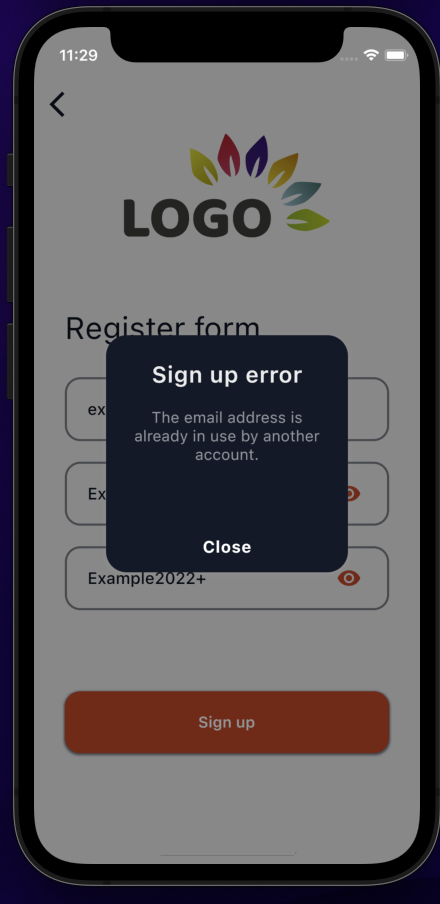 11:29
LOGO
Register form
Sign up error
The email address is
already in use by another
account.
ex
Ex
Close
Example2022+
Sign up